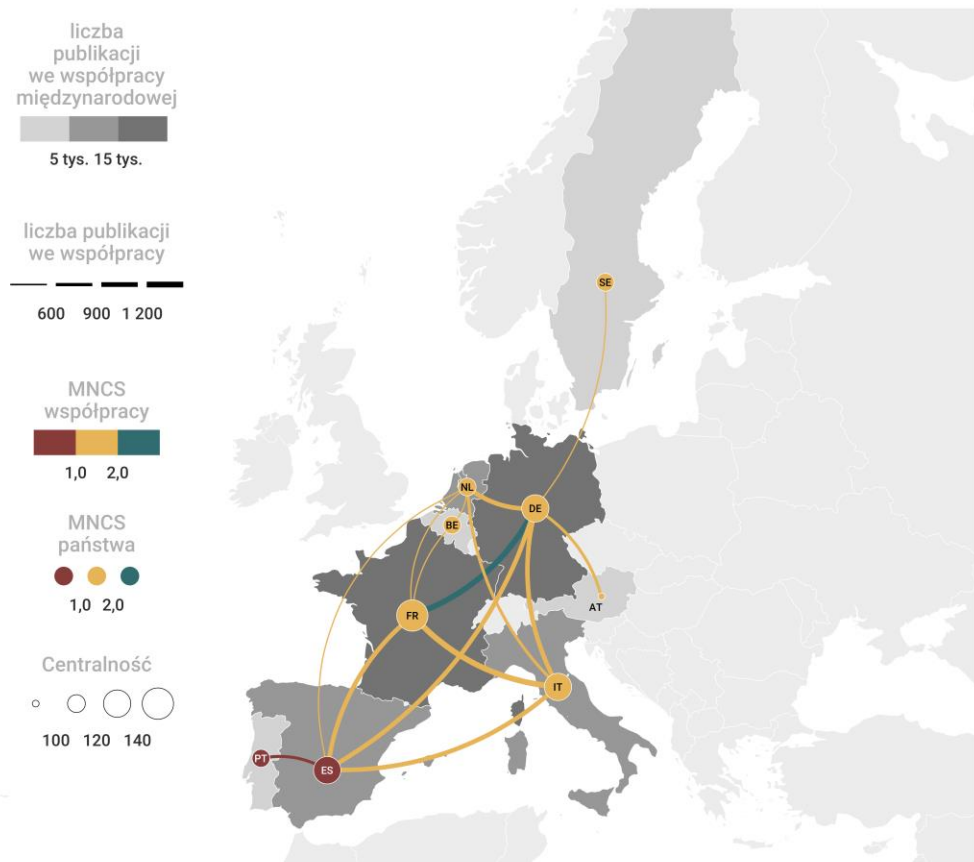 liczba
publikacji
we współpracy
międzynarodowej
5 tys. 15 tys.
liczba publikacji
we współpracy
600 900 1 200
MNCS
współpracy
1,0 2,0
MNCS
państwa
1,0 2,0
Centralność
100 120 140
SE
NL
DE
BE
AT
FR
IT
PT
ES